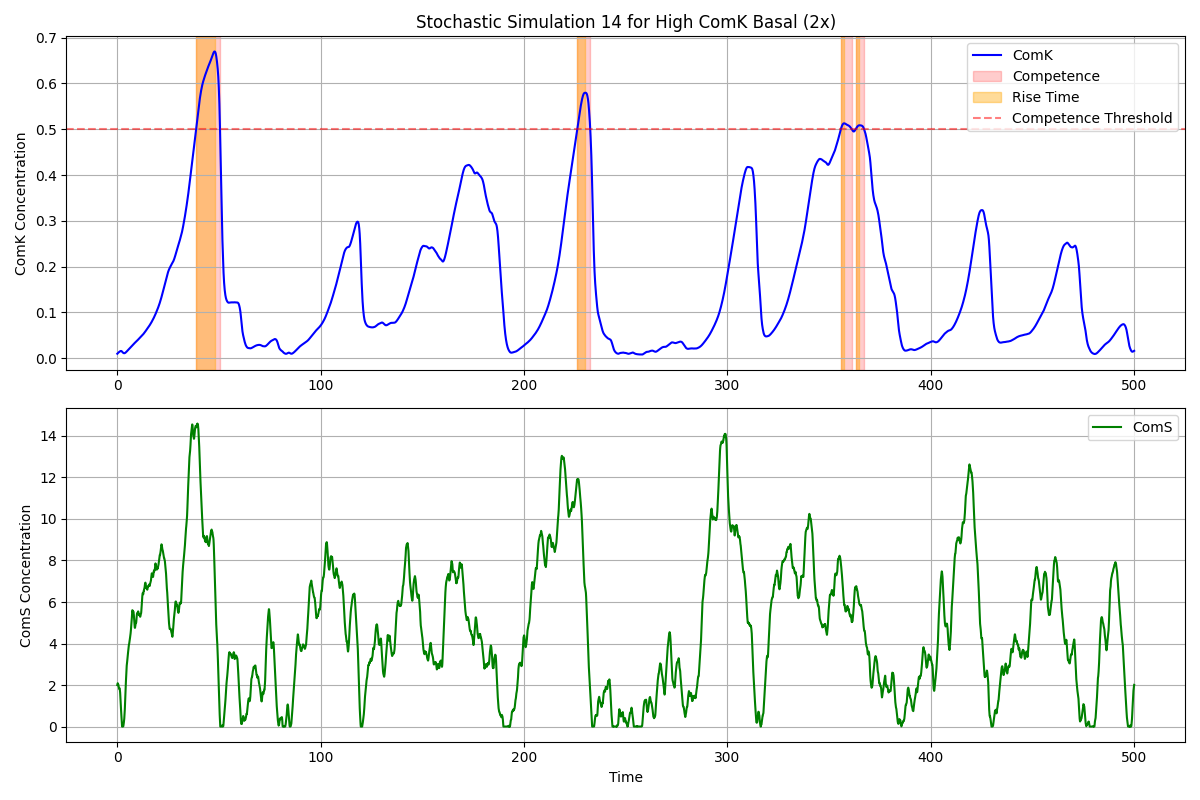 Stochastic Simulation 14 for High ComK Basal (2x)
ComK Concentration
0.7
0.6
0.5
0.4
0.3
0.2
0.1
0.0
ComK
Competence
Rise Time
Competence Threshold
0 100 200 300 400 500
ComS Concentration
14
12
10
8
6
4
2
0
ComS
0 100 200 300 400 500
Time